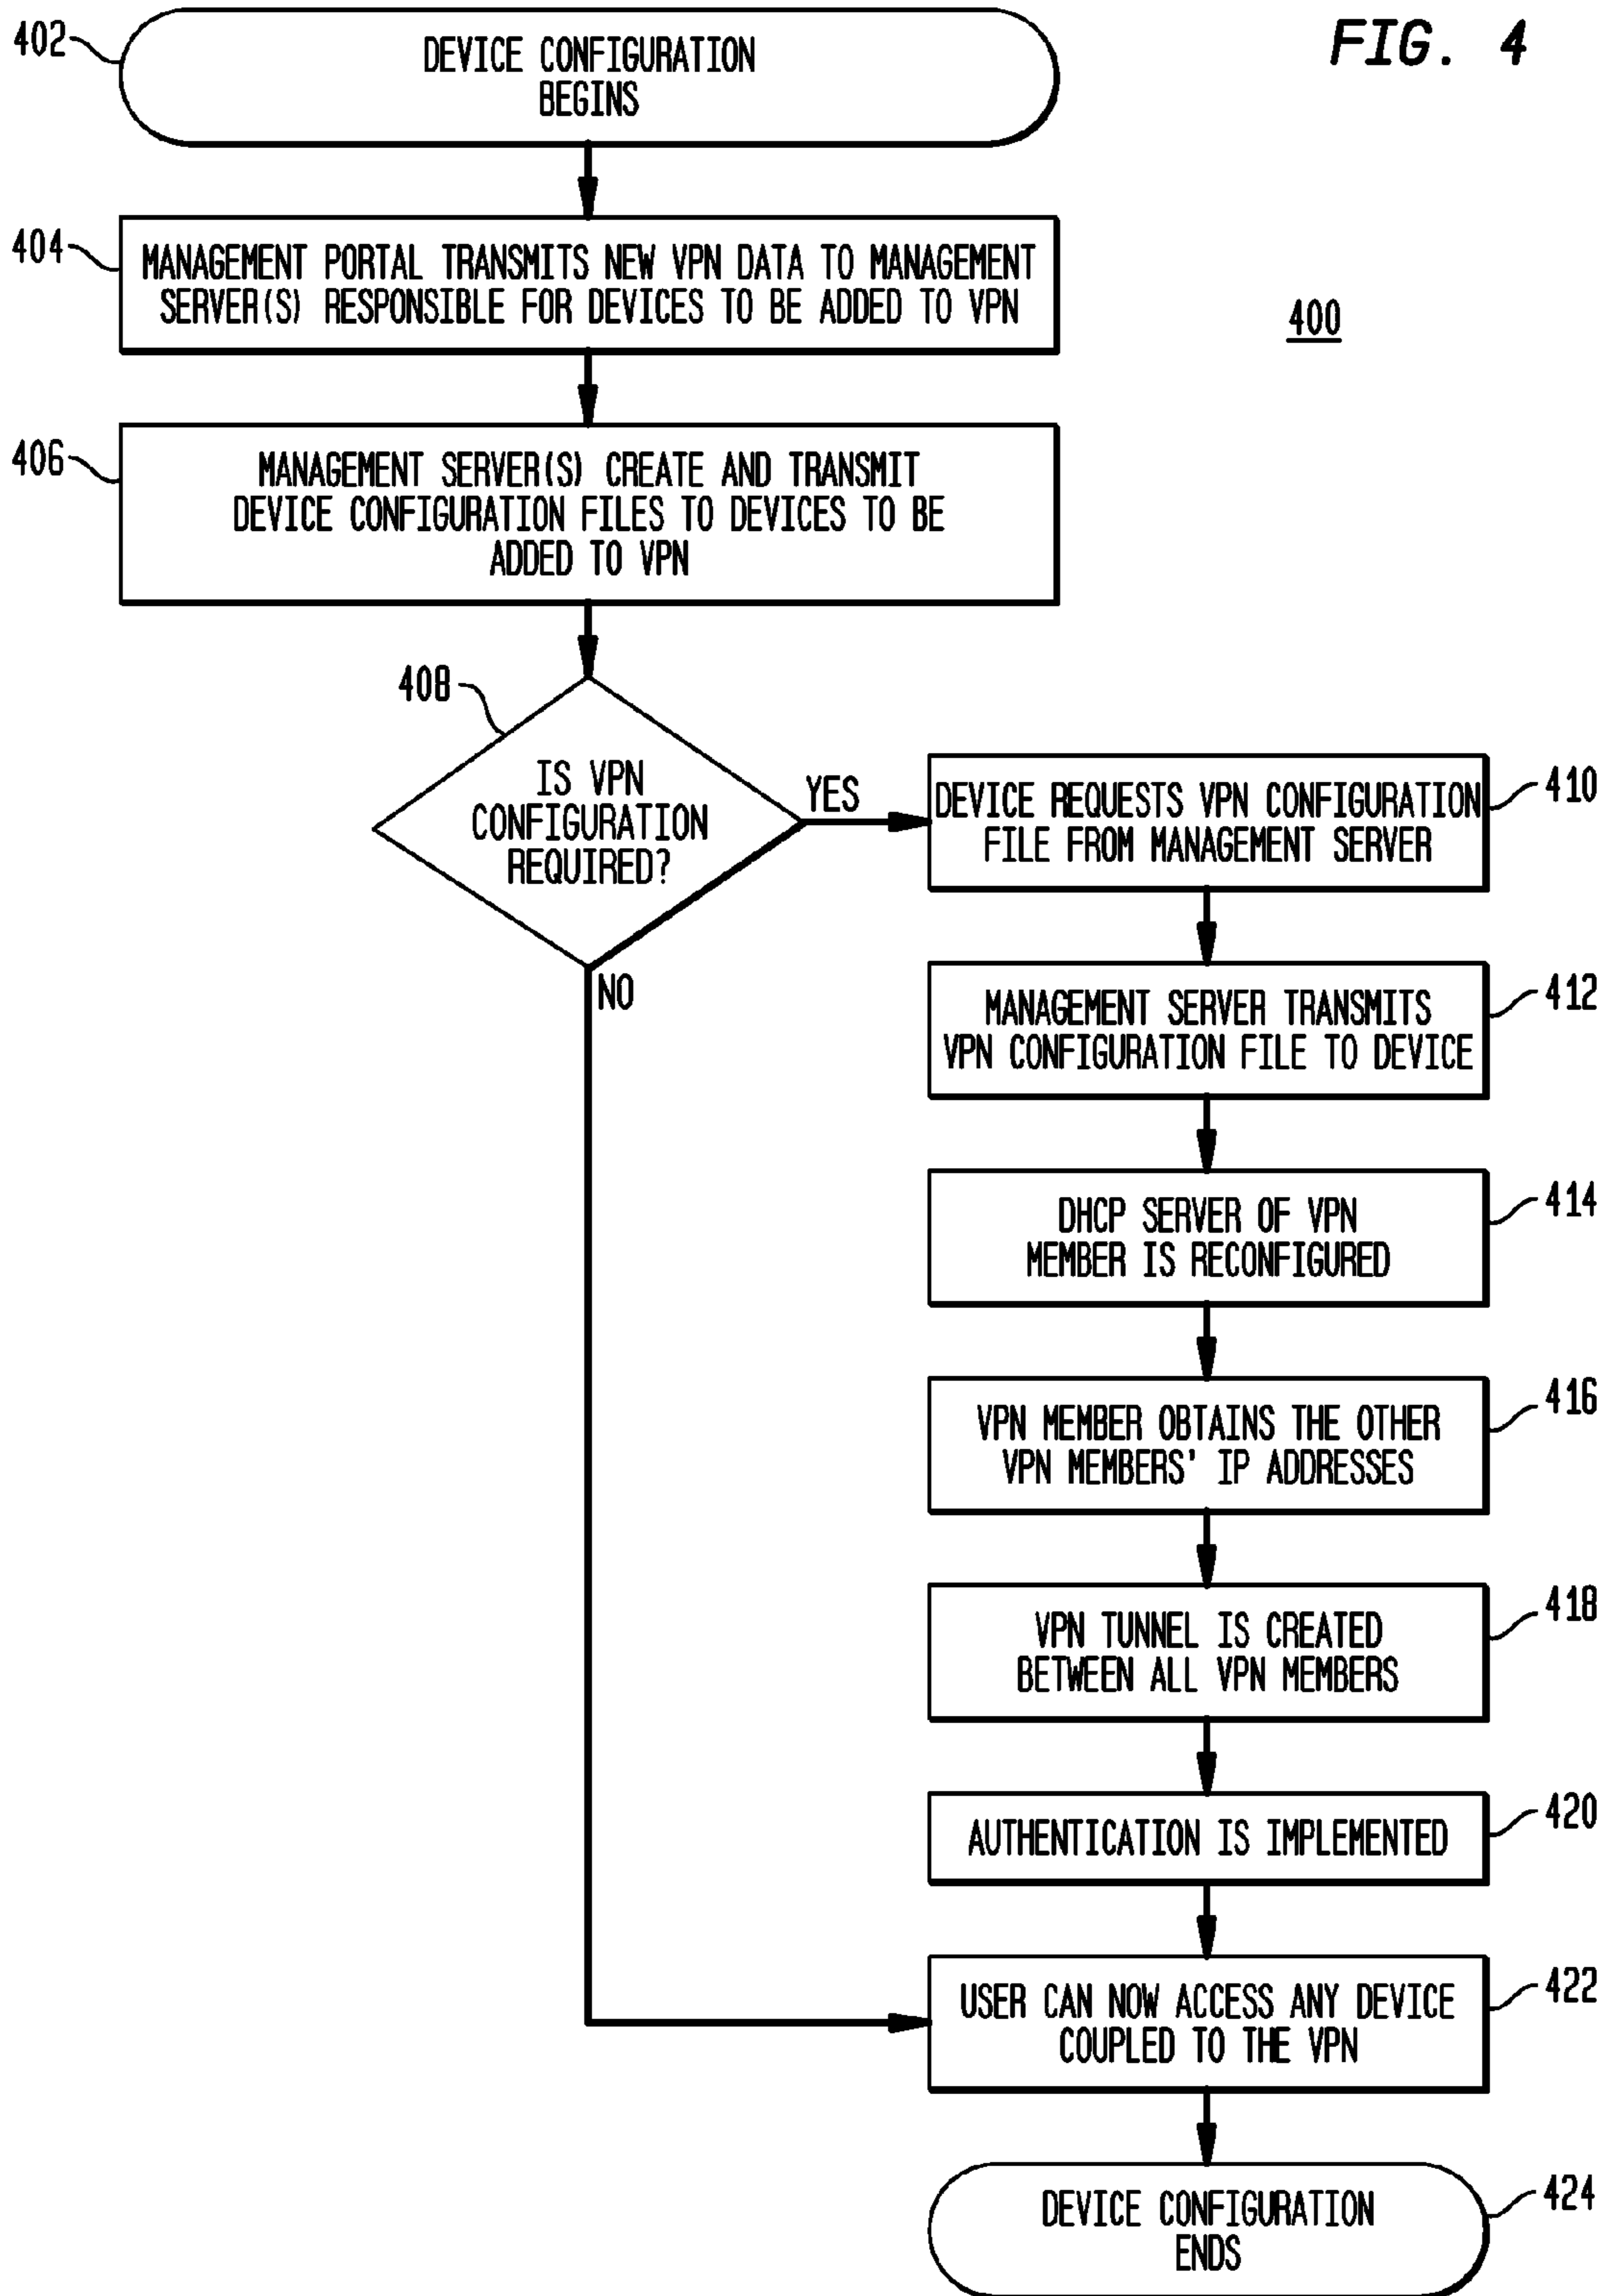 FIG. 4
402
DEVICE CONFIGURATION
BEGINS
404
MANAGEMENT PORTAL TRANSMITS NEW VPN DATA TO MANAGEMENT
SERVER(S) RESPONSIBLE FOR DEVICES TO BE ADDED TO VPN
400
406
MANAGEMENT SERVER(S) CREATE AND TRANSMIT
DEVICE CONFIGURATION FILES TO DEVICES TO BE
ADDED TO VPN
408
IS VPN
CONFIGURATION
REQUIRED?
YES
NO
DEVICE REQUESTS VPN CONFIGURATION
FILE FROM MANAGEMENT SERVER
410
MANAGEMENT SERVER TRANSMITS
VPN CONFIGURATION FILE TO DEVICE
412
DHCP SERVER OF VPN
MEMBER IS RECONFIGURED
414
VPN MEMBER OBTAINS THE OTHER
VPN MEMBERS' IP ADDRESSES
416
VPN TUNNEL IS CREATED
BETWEEN ALL VPN MEMBERS
418
AUTHENTICATION IS IMPLEMENTED
420
USER CAN NOW ACCESS ANY DEVICE
COUPLED TO THE VPN
422
DEVICE CONFIGURATION
ENDS
424